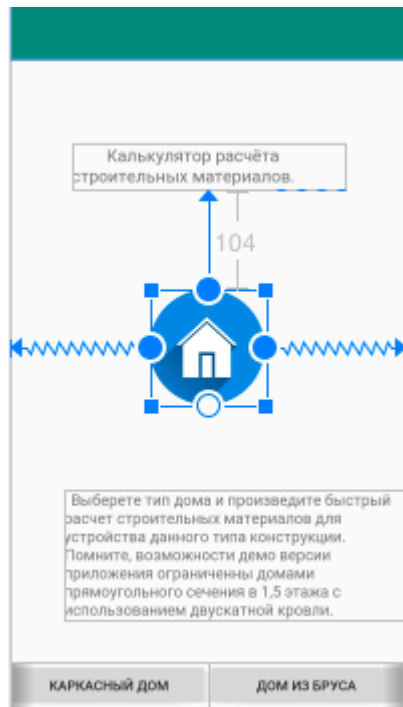 Калькулятор расчёта
строительных материалов.
104
Выберете тип дома и произведите быстрый
расчет строительных материалов для
устройства данного типа конструкции.
Помните, возможности демо версии
приложения ограниченны домами
прямоугольного сечения в 1,5 этажа с
использованием двускатной кровли.
КАРКАСНЫЙ ДОМ
ДОМ ИЗ БРУСА